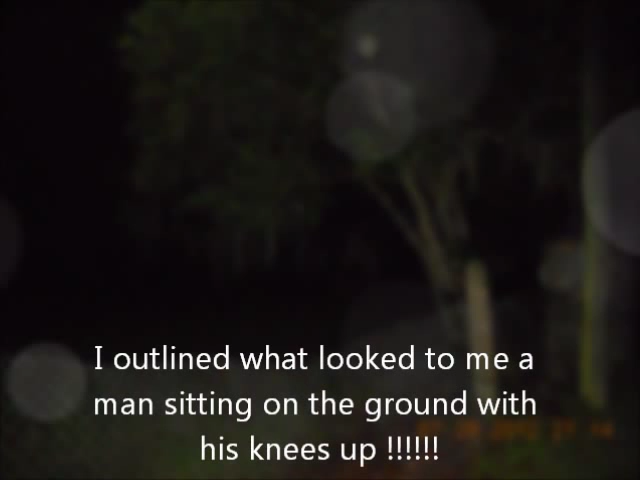 I outlined what looked to me a
man sitting on the ground with
his knees up !!!!!!